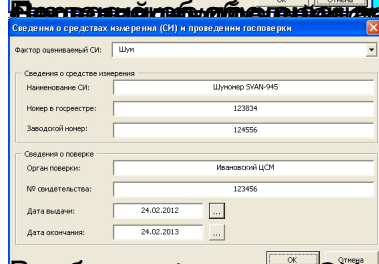 Сведения о средствах измерения (СИ) и проведении госповерки
Фактор оцениваемый СИ: Шум
Сведения о средстве измерения
Наименование СИ: Шумомер SVAN-945
Номер в госреестре: 123834
Заводской номер: 124556
Сведения о поверке
Орган поверки: Ивановский ЦСМ
№ свидетельства: 123456
Дата выдачи: 24.02.2012 ...
Дата окончания: 24.02.2013 ...
ОК Отмена